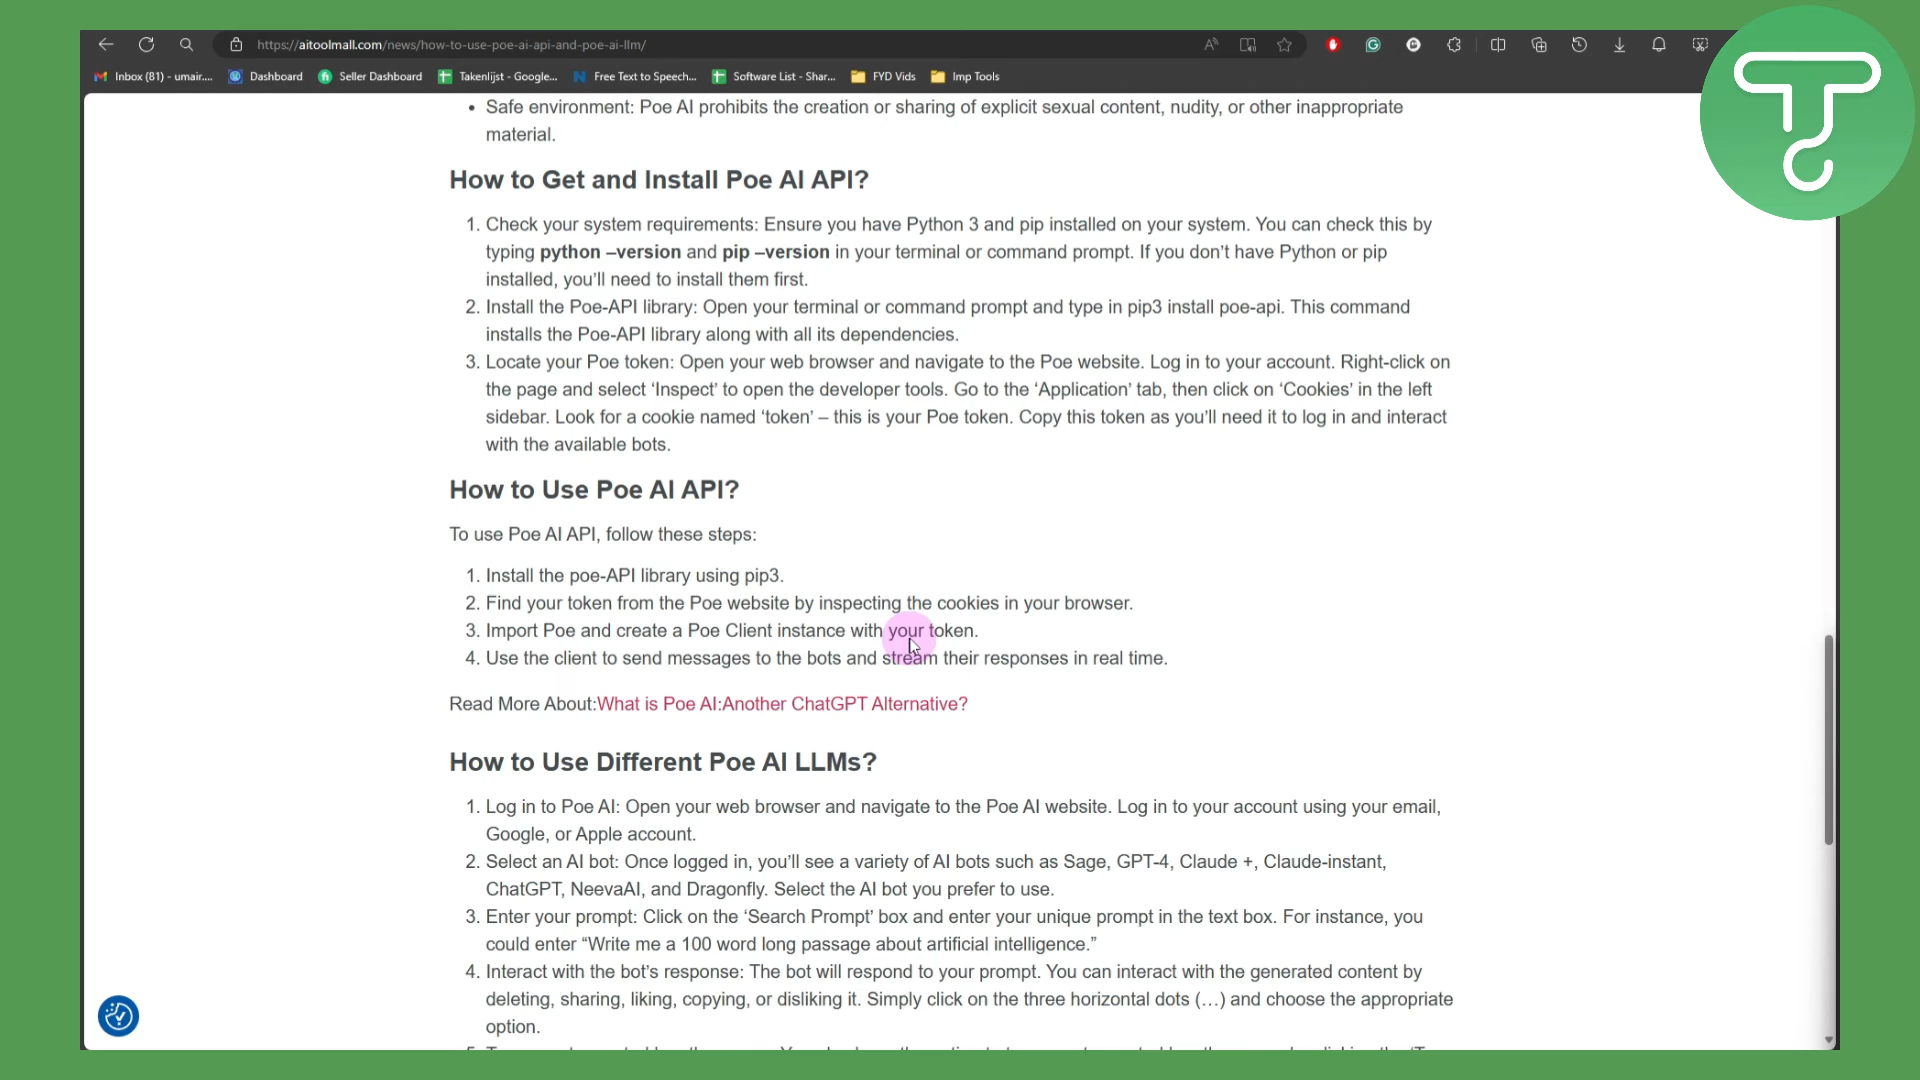 https://aitoolmall.com/news/how-to-use-poe-ai-api-and-poe-ai-llm/
Inbox (81) - umair.... Dashboard Seller Dashboard Takenlijst - Google... Free Text to Speech... Software List - Shar... FYD Vids Imp Tools
• Safe environment: Poe AI prohibits the creation or sharing of explicit sexual content, nudity, or other inappropriate
material.
How to Get and Install Poe AI API?
1. Check your system requirements: Ensure you have Python 3 and pip installed on your system. You can check this by
typing python –version and pip –version in your terminal or command prompt. If you don’t have Python or pip
installed, you’ll need to install them first.
2. Install the Poe-API library: Open your terminal or command prompt and type in pip3 install poe-api. This command
installs the Poe-API library along with all its dependencies.
3. Locate your Poe token: Open your web browser and navigate to the Poe website. Log in to your account. Right-click on
the page and select ‘Inspect’ to open the developer tools. Go to the ‘Application’ tab, then click on ‘Cookies’ in the left
sidebar. Look for a cookie named ‘token’ – this is your Poe token. Copy this token as you’ll need it to log in and interact
with the available bots.
How to Use Poe AI API?
To use Poe AI API, follow these steps:
1. Install the poe-API library using pip3.
2. Find your token from the Poe website by inspecting the cookies in your browser.
3. Import Poe and create a Poe Client instance with your token.
4. Use the client to send messages to the bots and stream their responses in real time.
Read More About:What is Poe AI:Another ChatGPT Alternative?
How to Use Different Poe AI LLMs?
1. Log in to Poe AI: Open your web browser and navigate to the Poe AI website. Log in to your account using your email,
Google, or Apple account.
2. Select an AI bot: Once logged in, you’ll see a variety of AI bots such as Sage, GPT-4, Claude +, Claude-instant,
ChatGPT, NeevaAI, and Dragonfly. Select the AI bot you prefer to use.
3. Enter your prompt: Click on the ‘Search Prompt’ box and enter your unique prompt in the text box. For instance, you
could enter “Write me a 100 word long passage about artificial intelligence.”
4. Interact with the bot’s response: The bot will respond to your prompt. You can interact with the generated content by
deleting, sharing, liking, copying, or disliking it. Simply click on the three horizontal dots (…) and choose the appropriate
option.